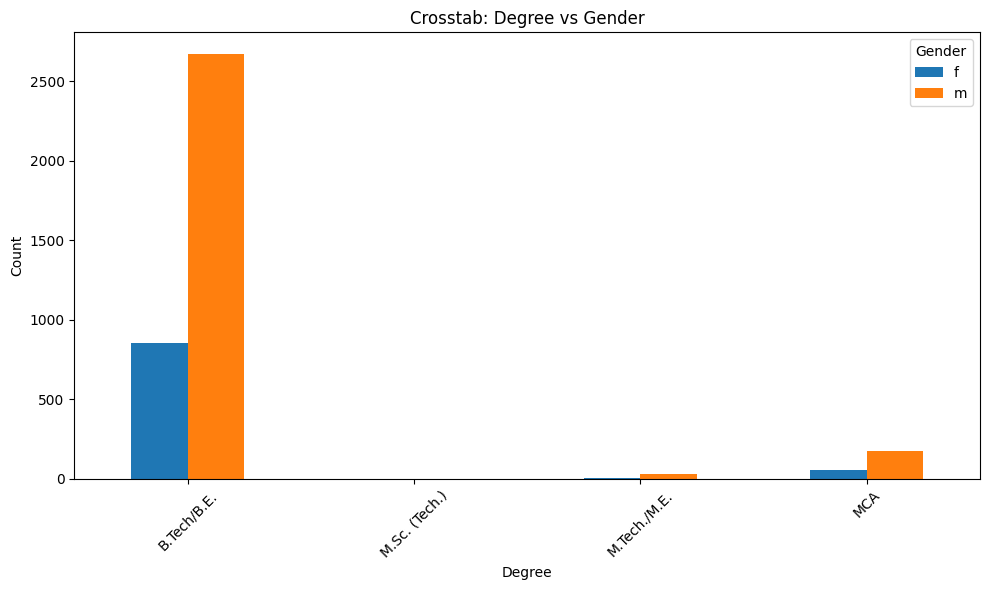 Crosstab: Degree vs Gender
Gender
f
m
Count
2500
2000
1500
1000
500
0
B.Tech/B.E.
M.Sc. (Tech.)
M.Tech./M.E.
MCA
Degree